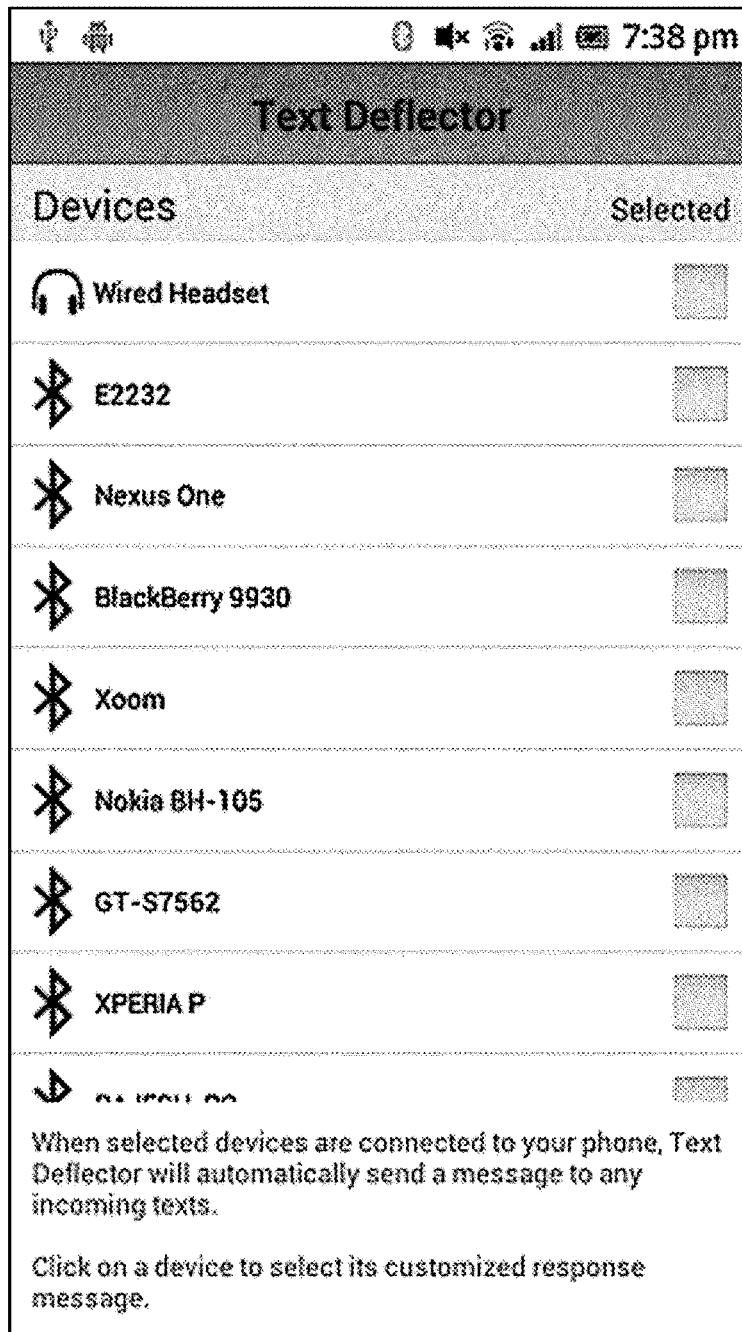 7:38 pm
Text Deflector
Devices Selected
Wired Headset
E2232
Nexus One
BlackBerry 9930
Xoom
Nokia BH-105
GT-S7562
XPERIA P
When selected devices are connected to your phone, Text
Deflector will automatically send a message to any
incoming texts.
Click on a device to select its customized response
message.